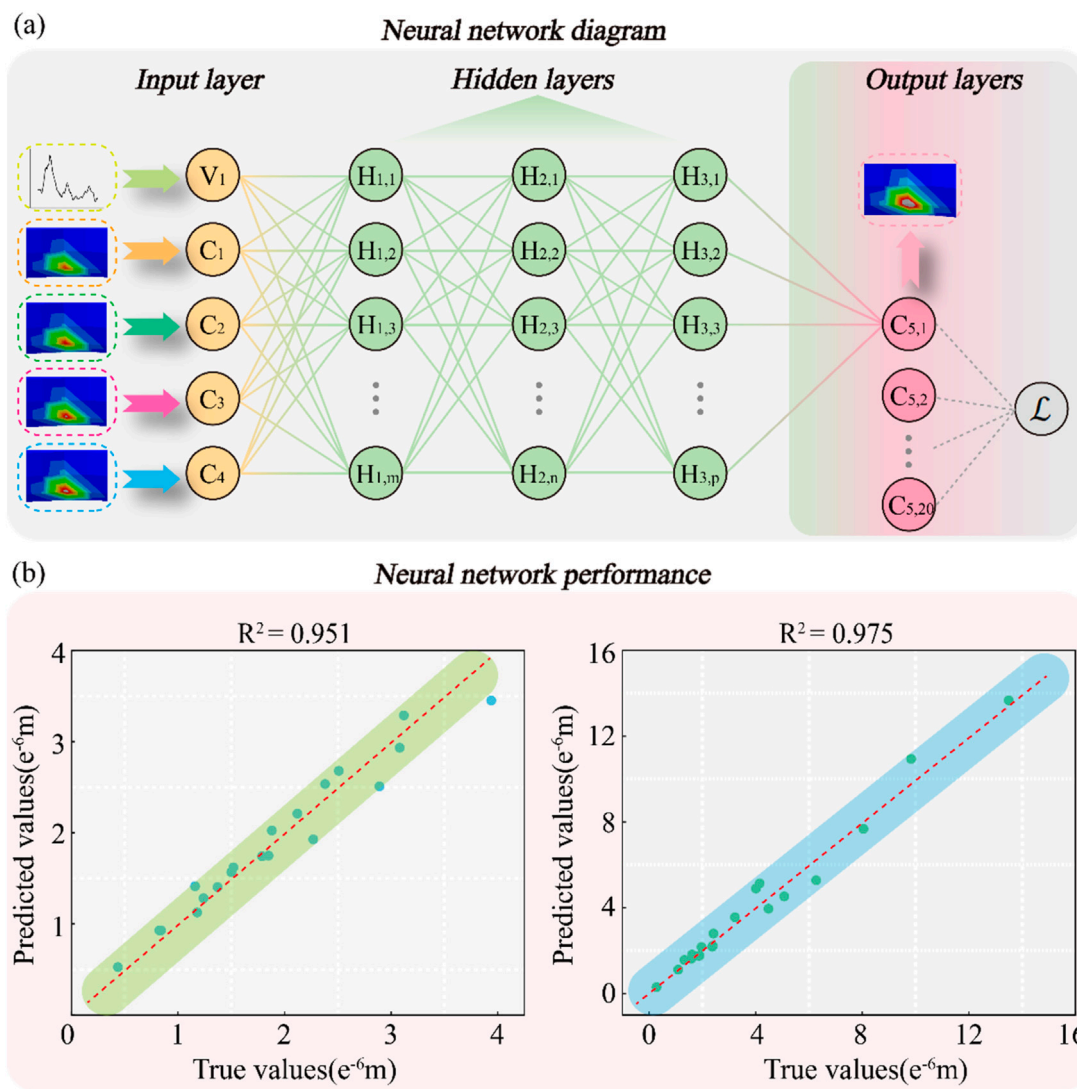 (a)
Neural network diagram
Input layer
Hidden layers
Output layers
V1 H1,1 H2,1 H3,1
C1 H1,2 H2,2 H3,2
C2 H1,3 H2,3 H3,3 C5,1
C3 C5,2
ℒ
C4 H1,m H2,n H3,p C5,20
(b)
Neural network performance
R² = 0.951
4
3
2
1
0 1 2 3 4
Predicted values(e⁻⁶m)
True values(e⁻⁶m)
R² = 0.975
16
12
8
4
0
0 4 8 12 16
Predicted values(e⁻⁶m)
True values(e⁻⁶m)